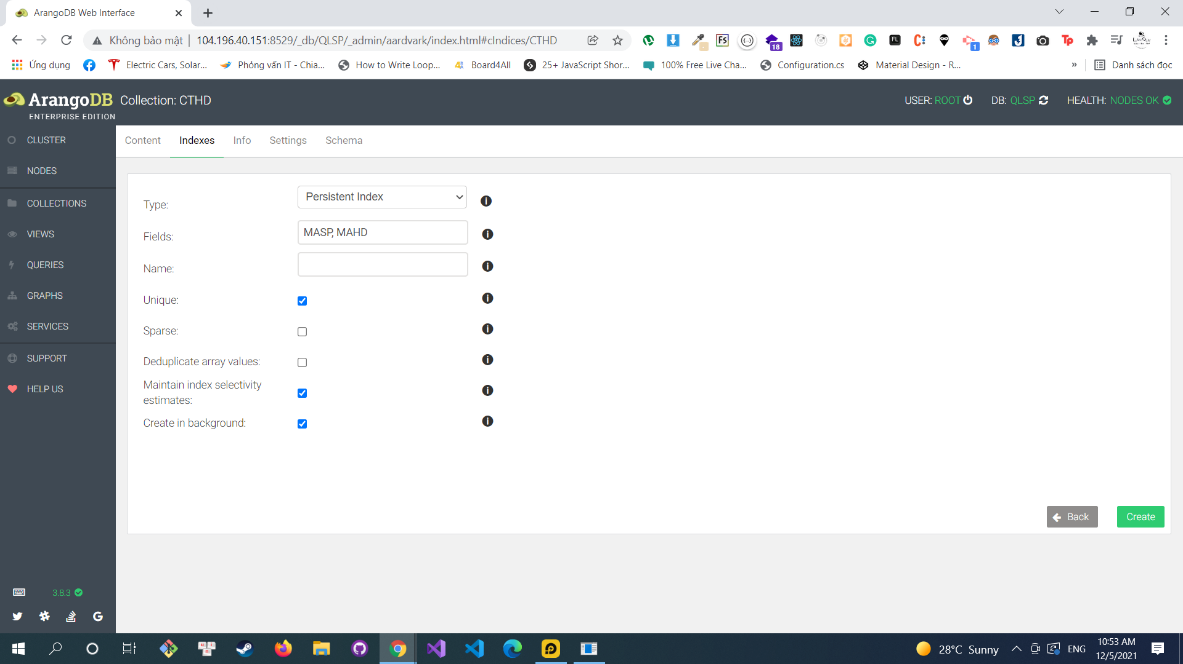 ArangoDB Web Interface
Không bảo mật
104.196.40.151:8529/_db/QLSP/_admin/aardvark/index.html#cIndices/CTHD
Ứng dụng
Electric Cars, Solar...
Phỏng vấn IT - Chia...
How to Write Loop...
Board4All
25+ JavaScript Shor...
100% Free Live Cha...
Configuration.cs
Material Design - R...
»
Danh sách đọc
ArangoDB
ENTERPRISE EDITION
Collection: CTHD
USER: ROOT
DB: QLSP
HEALTH: NODES OK
CLUSTER
NODES
COLLECTIONS
VIEWS
QUERIES
GRAPHS
SERVICES
SUPPORT
HELP US
3.8.3
Content
Indexes
Info
Settings
Schema
Type:
Persistent Index
Fields:
MASP, MAHD
Name:
Unique:
Sparse:
Deduplicate array values:
Maintain index selectivity
estimates:
Create in background:
Back
Create
28°C Sunny
ENG
10:53 AM
12/5/2021